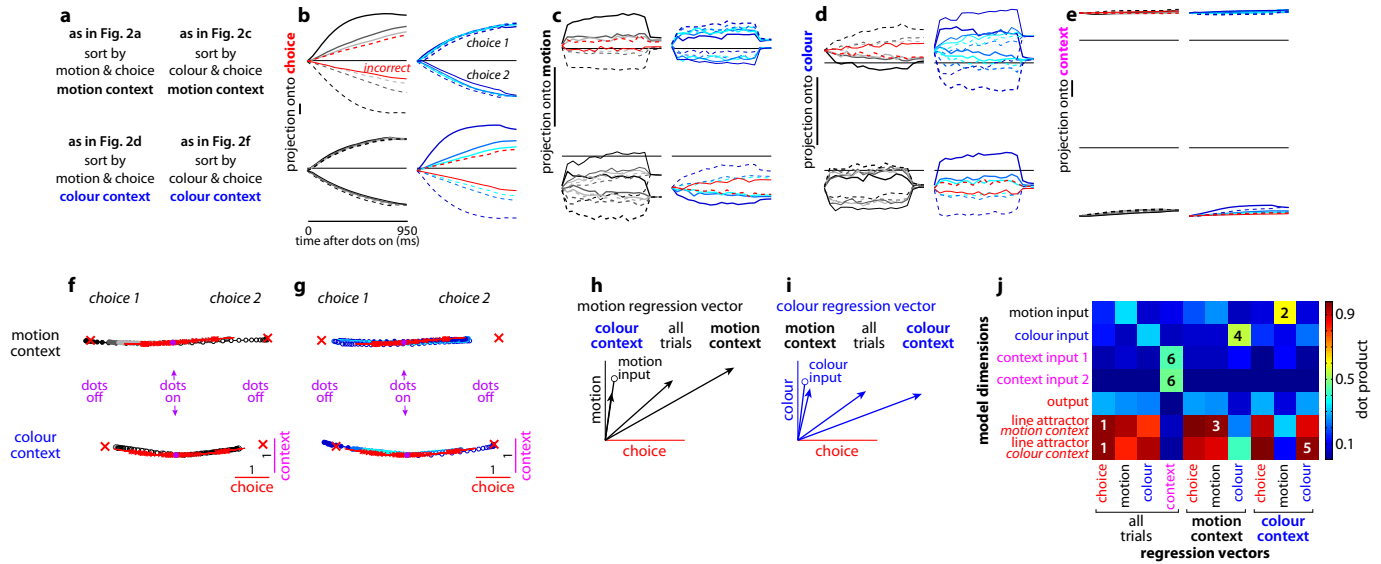 a
as in Fig. 2a
sort by
motion & choice
motion context
as in Fig. 2c
sort by
colour & choice
motion context
as in Fig. 2d
sort by
motion & choice
colour context
as in Fig. 2f
sort by
colour & choice
colour context
b
projection onto choice
incorrect
choice 1
choice 2
0
950
time after dots on (ms)
c
projection onto motion
d
projection onto colour
e
projection onto context
f
choice 1
choice 2
g
choice 1
choice 2
motion
context
dots
off
dots
on
dots
off
dots
off
dots
on
dots
off
colour
context
1
choice
1
context
1
choice
1
context
h
motion regression vector
colour
context
all
trials
motion
context
motion
input
motion
choice
i
colour regression vector
motion
context
all
trials
colour
context
colour
input
colour
choice
j
model dimensions
motion input
colour input
context input 1
context input 2
output
line attractor
motion context
line attractor
colour context
2
4
6
6
1
3
1
5
0.9
0.5
0.1
dot product
choice
motion
colour
context
choice
motion
colour
choice
motion
colour
all
trials
motion
context
colour
context
regression vectors